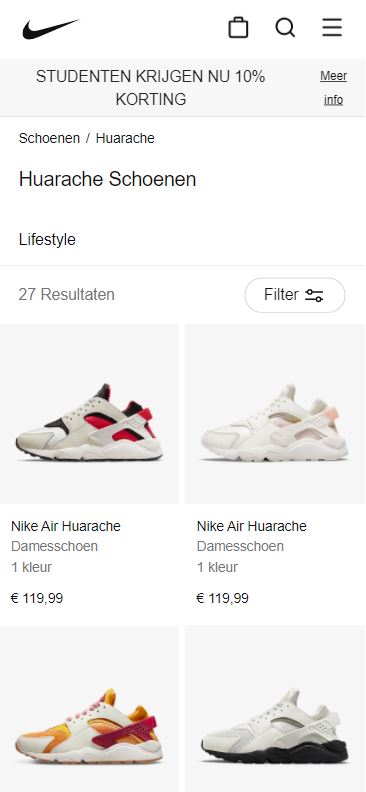 STUDENTEN KRIJGEN NU 10%
KORTING
Meer
info
Schoenen / Huarache
Huarache Schoenen
Lifestyle
27 Resultaten
Filter
Nike Air Huarache
Damesschoen
1 kleur
€ 119,99
Nike Air Huarache
Damesschoen
1 kleur
€ 119,99